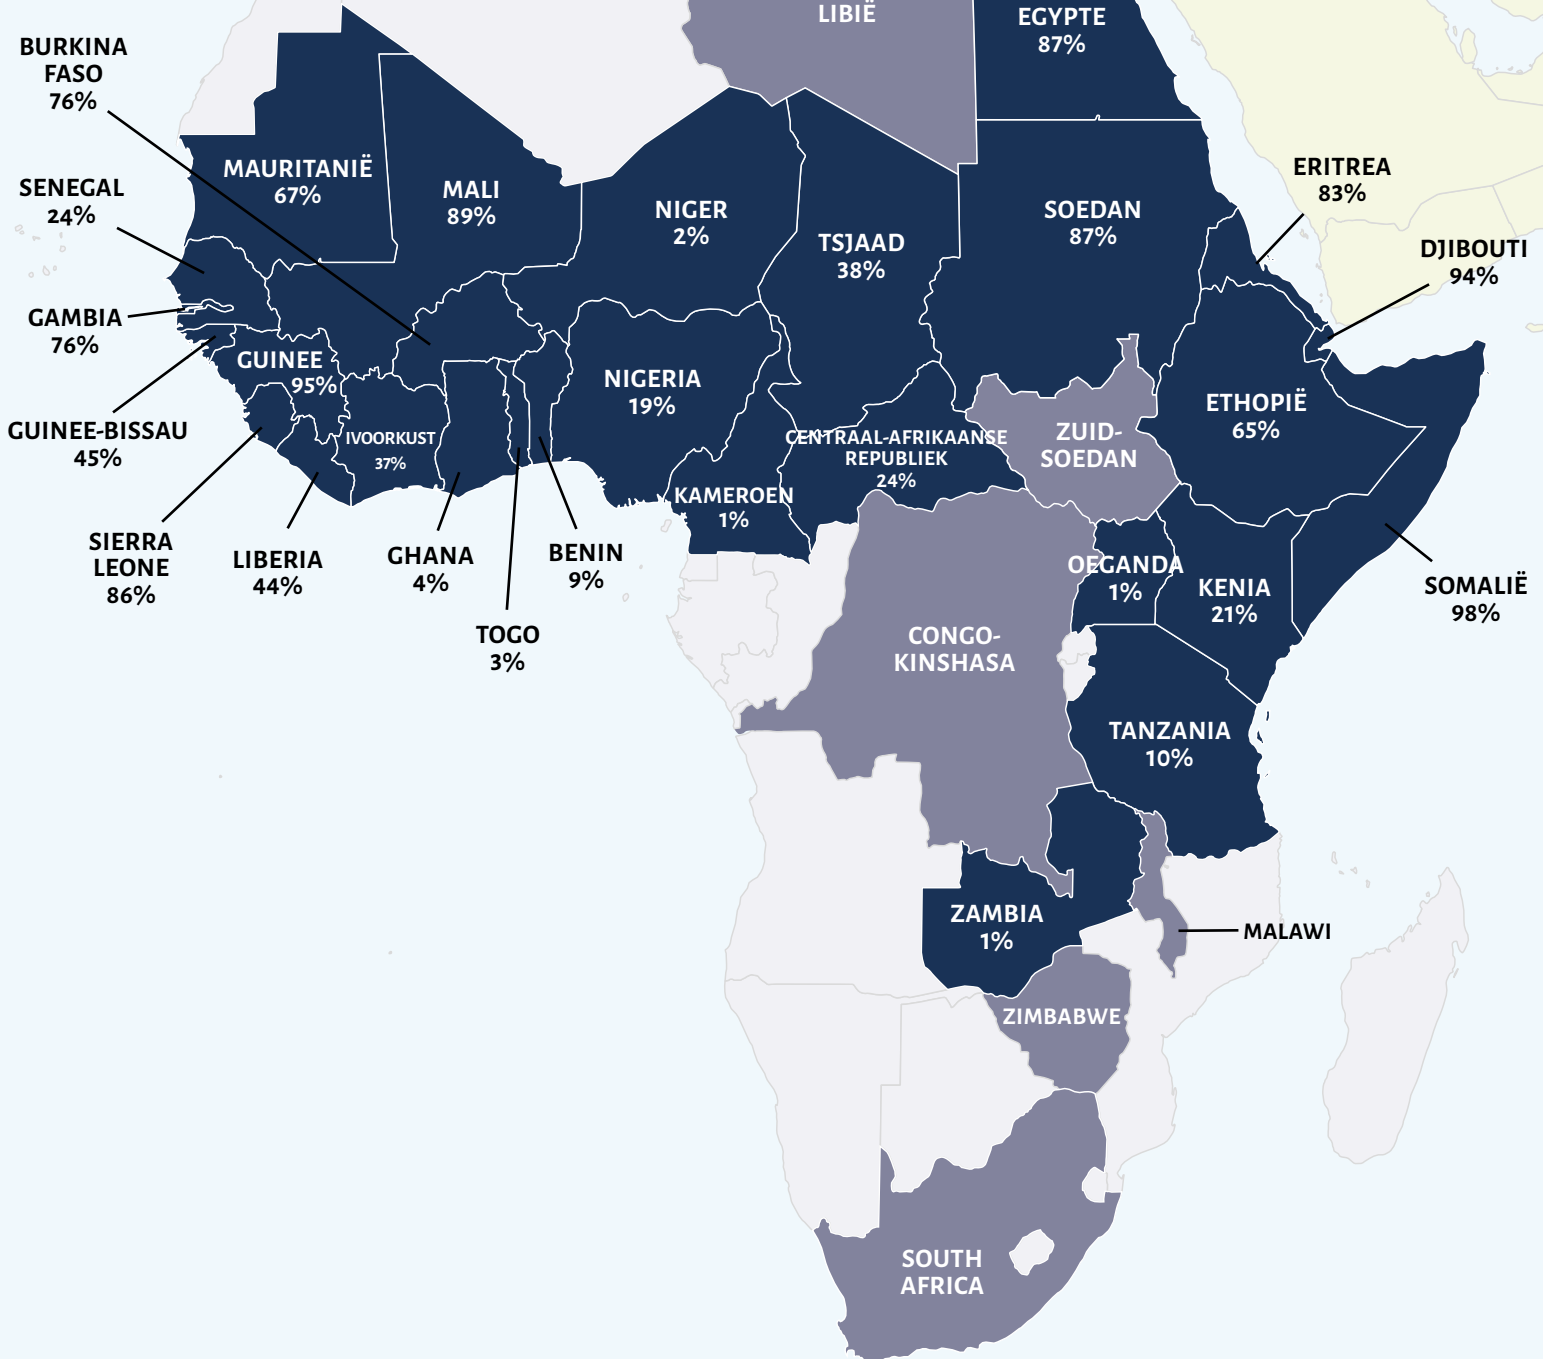 LIBIË
EGYPTE
87%
BURKINA
FASO
76%
MAURITANIË
67%
MALI
89%
SENEGAL
24%
NIGER
2%
TSJAAD
38%
SOEDAN
87%
ERITREA
83%
DJIBOUTI
94%
GAMBIA
76%
GUINEE
95%
GUINEE-BISSAU
45%
IVOORKUST
37%
NIGERIA
19%
CENTRAAL-AFRIKAANSE
REPUBLIEK
24%
ZUID-
SOEDAN
ETHOPIË
65%
KAMEROEN
1%
SIERRA
LEONE
86%
LIBERIA
44%
GHANA
4%
BENIN
9%
TOGO
3%
OEGANDA
1%
KENIA
21%
SOMALIË
98%
CONGO-
KINSHASA
TANZANIA
10%
ZAMBIA
1%
MALAWI
ZIMBABWE
SOUTH
AFRICA